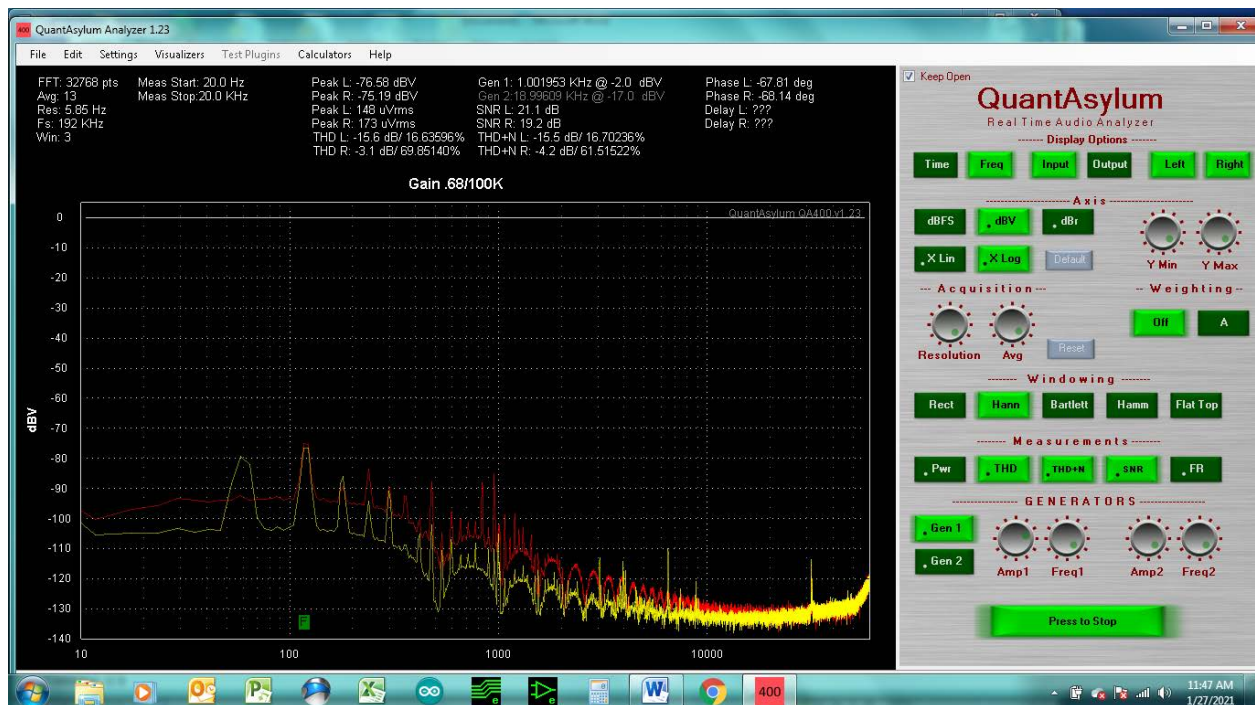 QuantAsylum Analyzer 1.23
File Edit Settings Visualizers Test Plugins Calculators Help
FFT: 32768 pts
Avg: 13
Res: 5.85 Hz
Fs: 192 KHz
Win: 3
Meas Start: 20.0 Hz
Meas Stop:20.0 KHz
Peak L: -76.58 dBV
Peak R: -75.19 dBV
Peak L: 148 uVrms
Peak R: 173 uVrms
THD L: -15.6 dB/ 16.63596%
THD R: -3.1 dB/ 69.85140%
Gen 1: 1.001953 KHz @ -2.0 dBV
Gen 2:18.99609 KHz @ -17.0 dBV
SNR L: 21.1 dB
SNR R: 19.2 dB
THD+N L: -15.5 dB/ 16.70236%
THD+N R: -4.2 dB/ 61.51522%
Phase L: -67.81 deg
Phase R: -68.14 deg
Delay L: ???
Delay R: ???
Gain .68/100K
QuantAsylum QA400 v1.23
dBV
0
-10
-20
-30
-40
-50
-60
-70
-80
-90
-100
-110
-120
-130
-140
F
10 100 1000 10000
Keep Open
QuantAsylum
Real Time Audio Analyzer
Display Options
Time Freq Input Output Left Right
Axis
dBFS dBV dBr
X Lin X Log Default
Y Min Y Max
Acquisition
Weighting
Off A
Resolution Avg Reset
Windowing
Rect Hann Bartlett Hamm Flat Top
Measurements
Pwr THD THD+N SNR FR
GENERATORS
Gen 1
Gen 2
Amp1 Freq1 Amp2 Freq2
Press to Stop
400
11:47 AM
1/27/2021